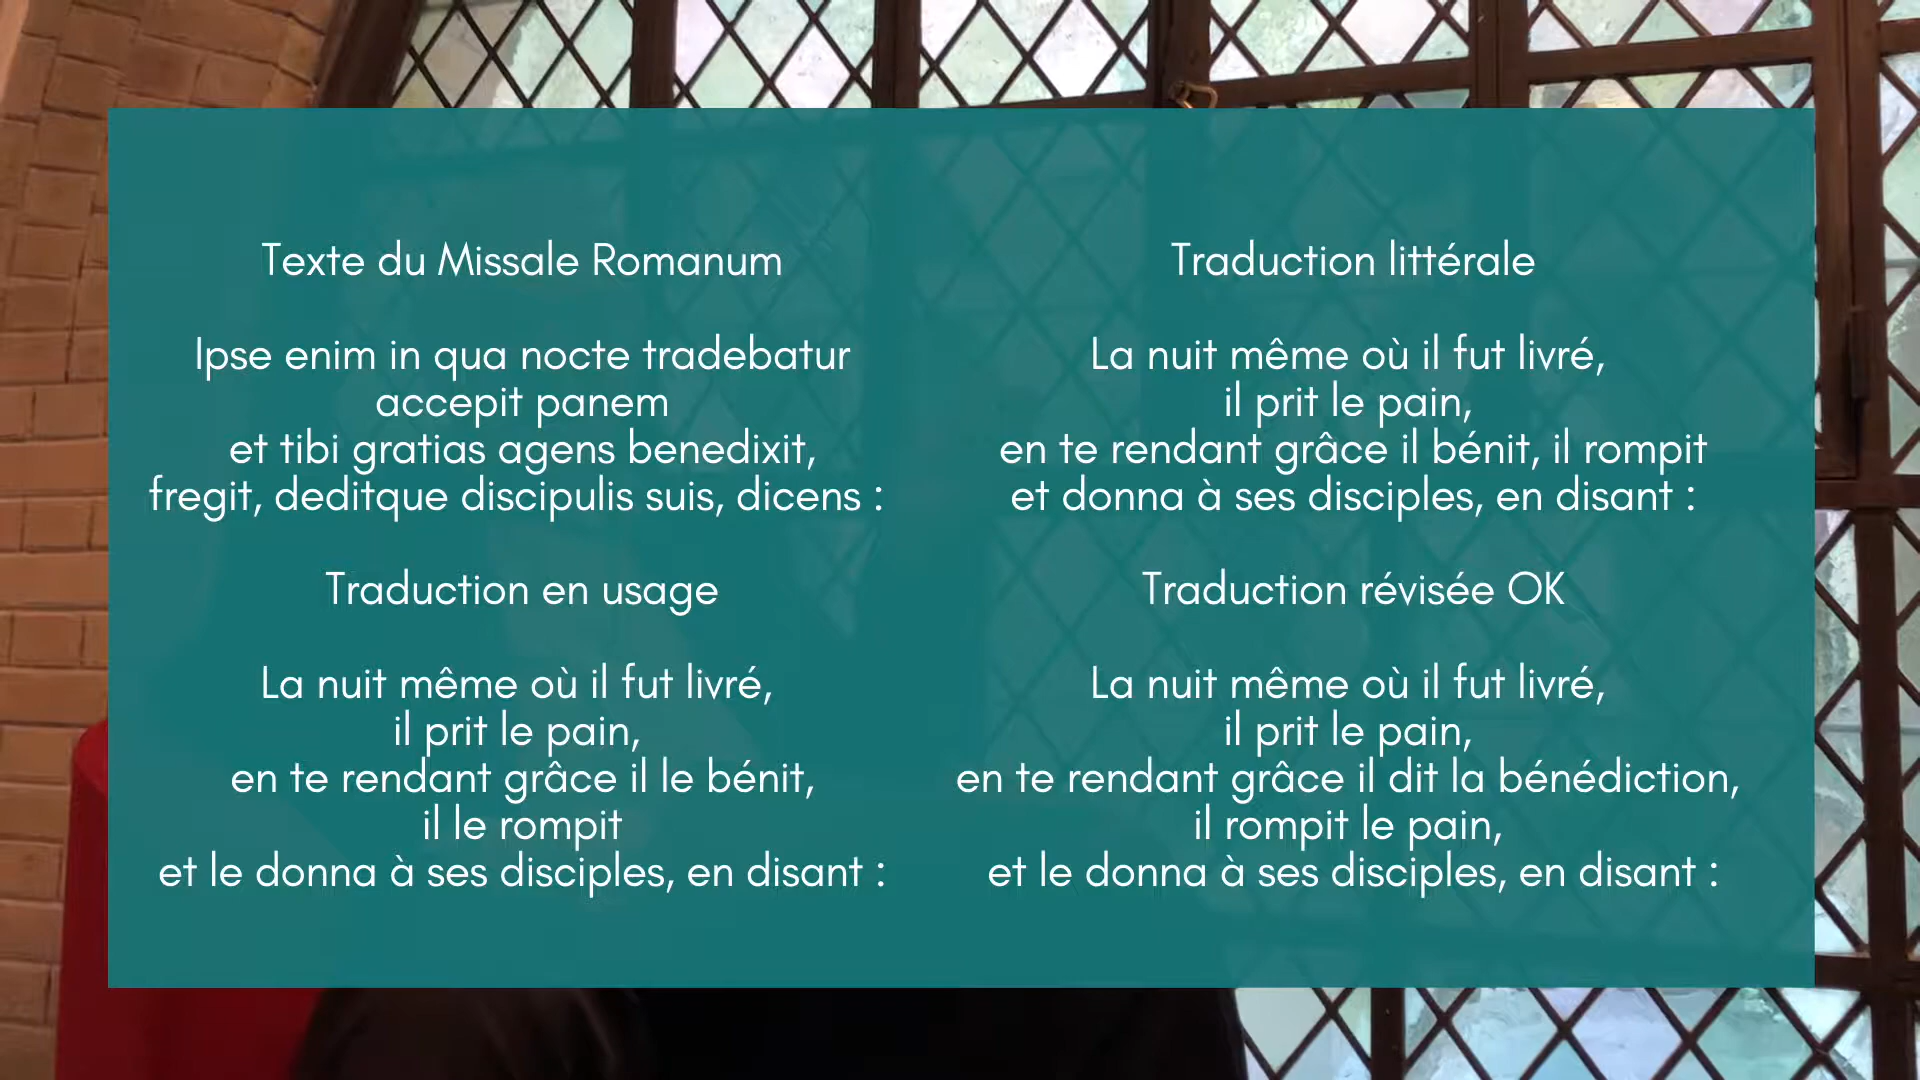 Texte du Missale Romanum
Ipse enim in qua nocte tradebatur
accepit panem
et tibi gratias agens benedixit,
fregit, deditque discipulis suis, dicens :
Traduction littérale
La nuit même où il fut livré,
il prit le pain,
en te rendant grâce il bénit, il rompit
et donna à ses disciples, en disant :
Traduction en usage
La nuit même où il fut livré,
il prit le pain,
en te rendant grâce il le bénit,
il le rompit
et le donna à ses disciples, en disant :
Traduction révisée OK
La nuit même où il fut livré,
il prit le pain,
en te rendant grâce il dit la bénédiction,
il rompit le pain,
et le donna à ses disciples, en disant :